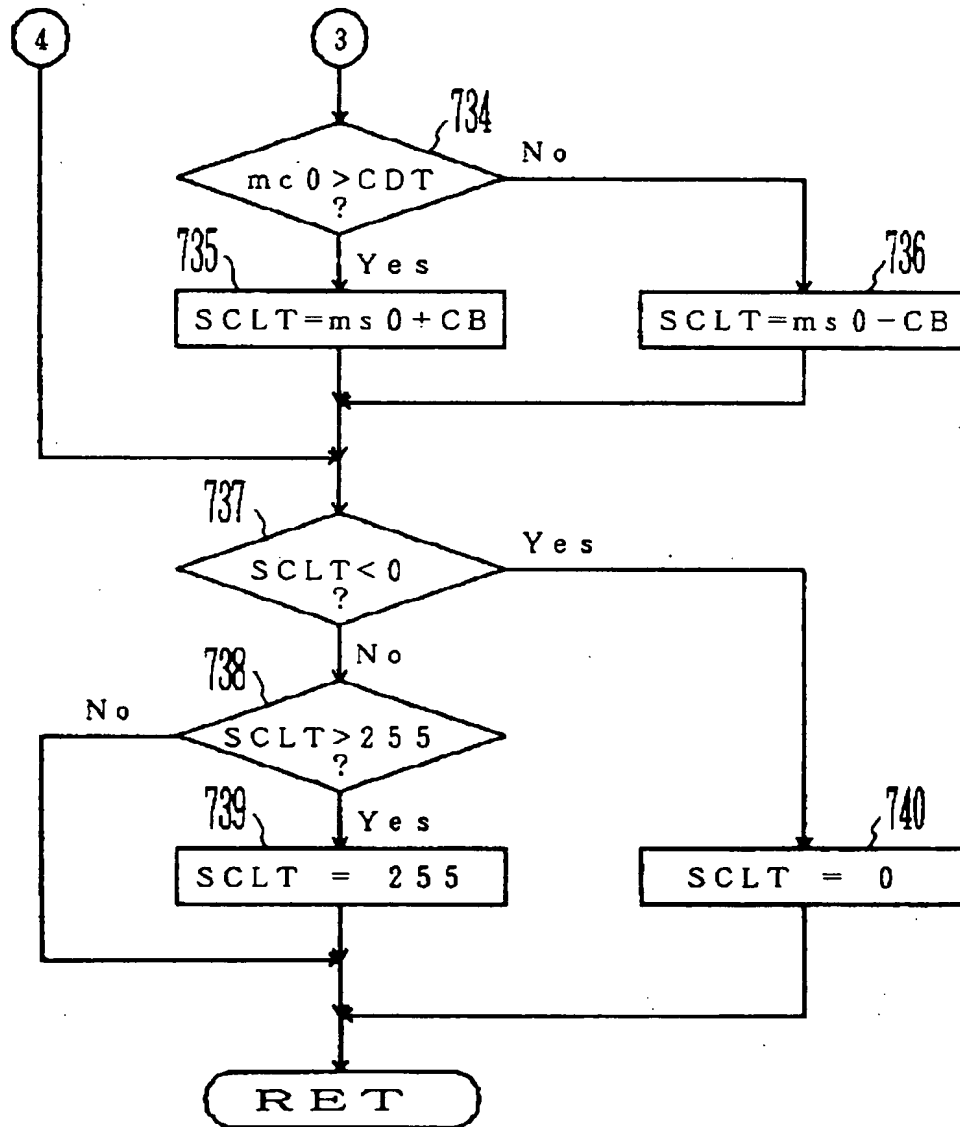 4
3
734
mc0>CDT
?
No
735
Yes
736
SCLT=ms0+CB
SCLT=ms0-CB
737
SCLT<0
?
Yes
No
738
No
SCLT>255
?
739
Yes
740
SCLT = 255
SCLT = 0
RET